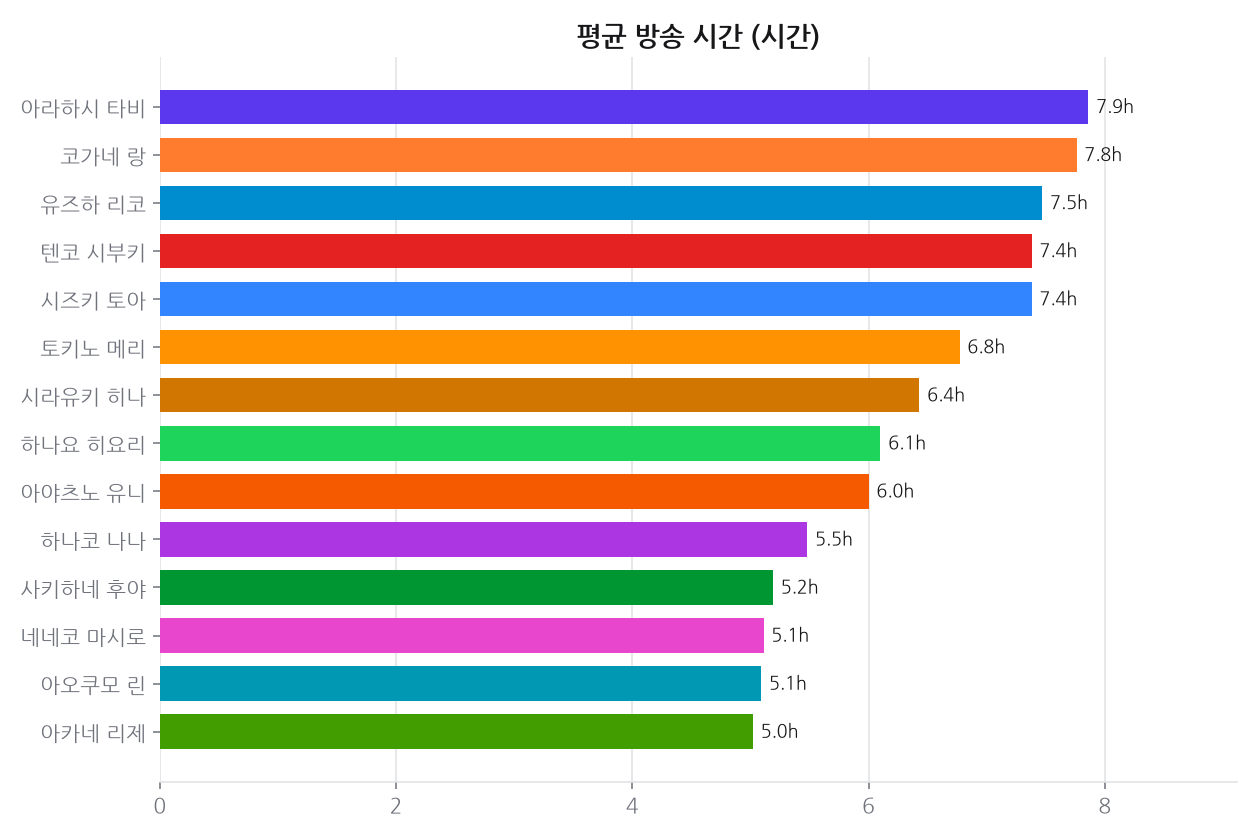 평균 방송 시간 (시간)
아라하시 타비 7.9h
코가네 랑 7.8h
유즈하 리코 7.5h
텐코 시부키 7.4h
시즈키 토아 7.4h
토키노 메리 6.8h
시라유키 히나 6.4h
하나요 히요리 6.1h
아야츠노 유니 6.0h
하나코 나나 5.5h
사키하네 후야 5.2h
네네코 마시로 5.1h
아오쿠모 린 5.1h
아카네 리제 5.0h
0 2 4 6 8